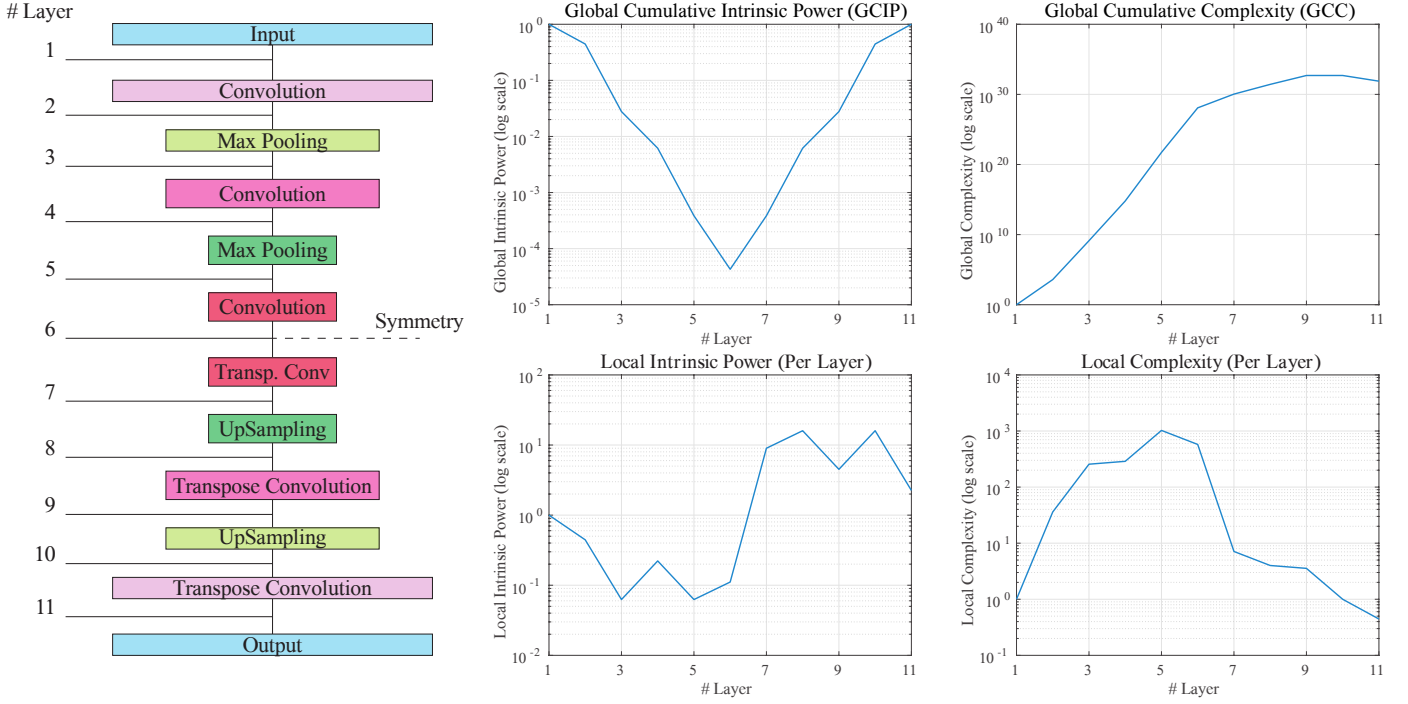 # Layer
Input
1
Convolution
2
Max Pooling
3
Convolution
4
Max Pooling
5
Convolution
6
Symmetry
Transp. Conv
7
UpSampling
8
Transpose Convolution
9
UpSampling
10
Transpose Convolution
11
Output
Global Cumulative Intrinsic Power (GCIP)
Global Intrinsic Power (log scale)
10^0
10^-1
10^-2
10^-3
10^-4
10^-5
1 3 5 7 9 11
# Layer
Global Cumulative Complexity (GCC)
Global Complexity (log scale)
10^40
10^30
10^20
10^10
10^0
1 3 5 7 9 11
# Layer
Local Intrinsic Power (Per Layer)
Local Intrinsic Power (log scale)
10^2
10^1
10^0
10^-1
10^-2
1 3 5 7 9 11
# Layer
Local Complexity (Per Layer)
Local Complexity (log scale)
10^4
10^3
10^2
10^1
10^0
10^-1
1 3 5 7 9 11
# Layer